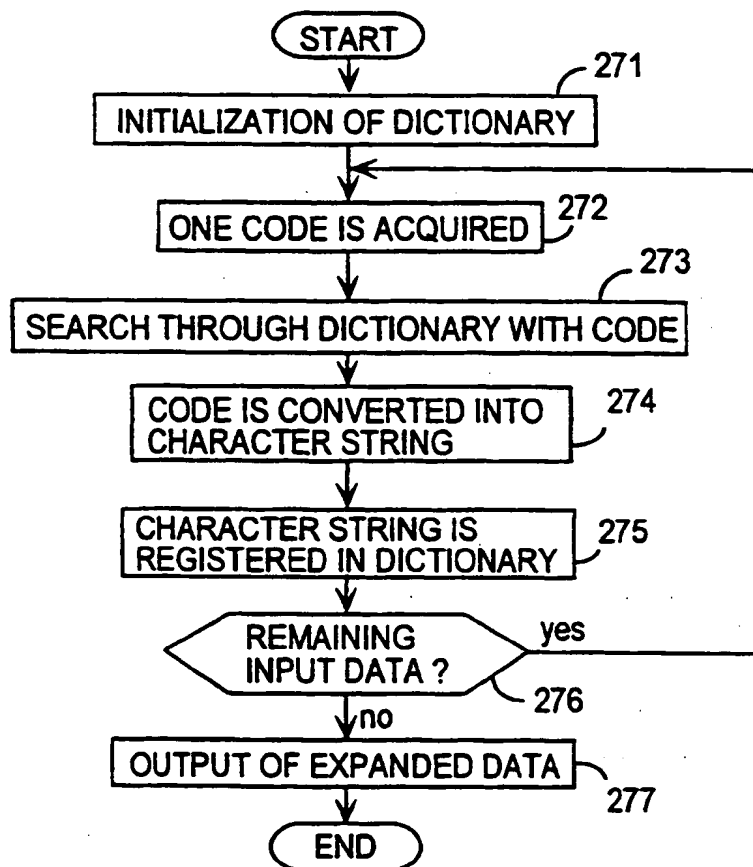 START
271
INITIALIZATION OF DICTIONARY
ONE CODE IS ACQUIRED
272
273
SEARCH THROUGH DICTIONARY WITH CODE
CODE IS CONVERTED INTO
CHARACTER STRING
274
CHARACTER STRING IS
REGISTERED IN DICTIONARY
275
REMAINING
INPUT DATA ?
yes
276
no
OUTPUT OF EXPANDED DATA
277
END